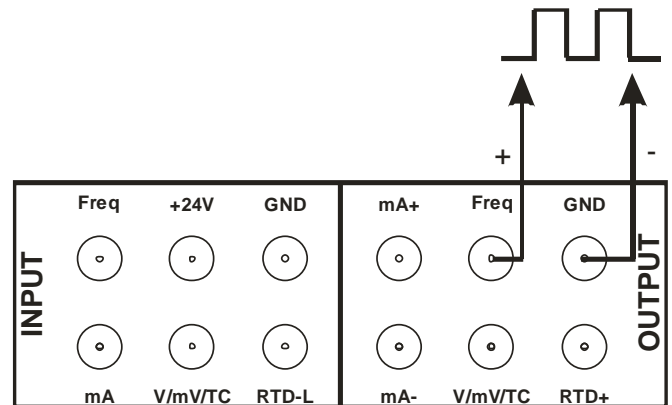 + -
Freq +24V GND mA+ Freq GND
INPUT
OUTPUT
mA V/mV/TC RTD-L mA- V/mV/TC RTD+